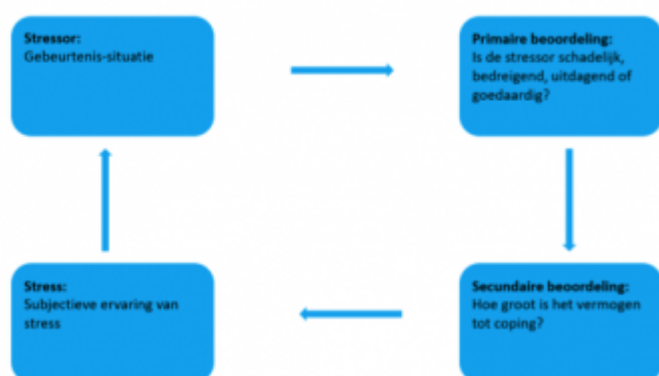 Stressor:
Gebeurtenis-situatie
Primaire beoordeling:
Is de stressor schadelijk,
bedreigend, uitdagend of
goedaardig?
Stress:
Subjectieve ervaring van
stress
Secundaire beoordeling:
Hoe groot is het vermogen
tot coping?